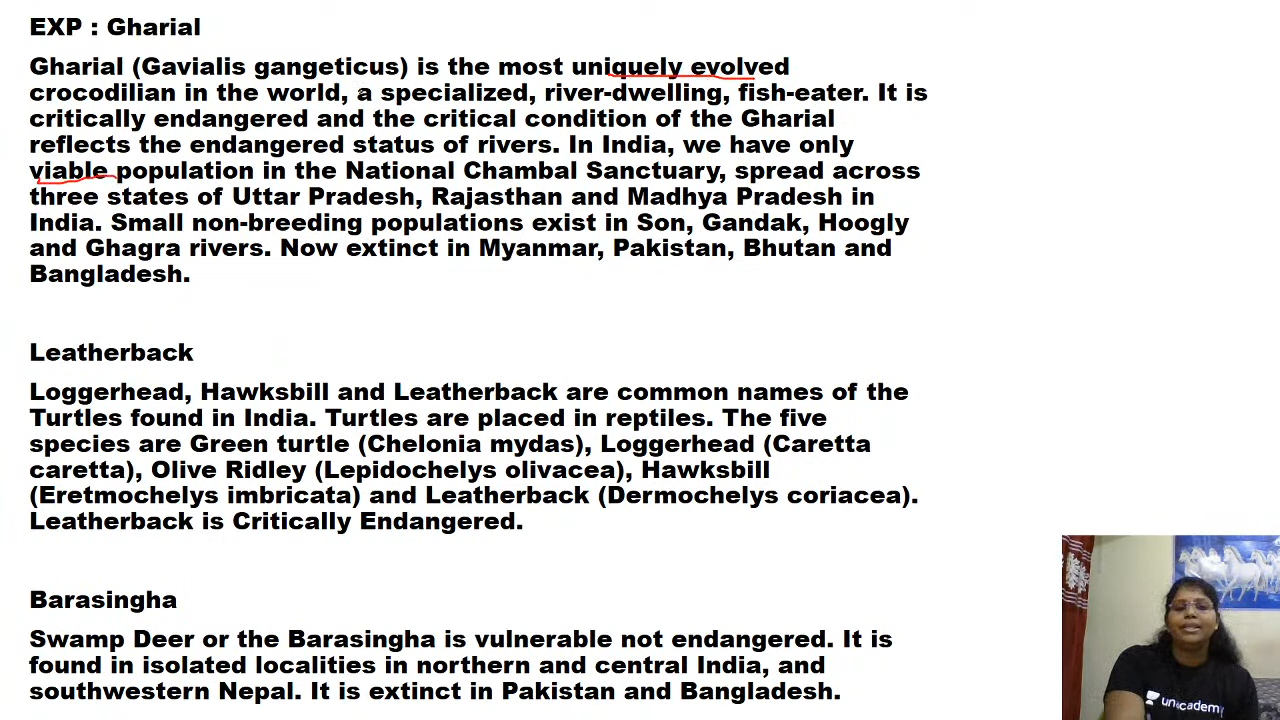 EXP : Gharial
Gharial (Gavialis gangeticus) is the most uniquely evolved
crocodilian in the world, a specialized, river-dwelling, fish-eater. It is
critically endangered and the critical condition of the Gharial
reflects the endangered status of rivers. In India, we have only
viable population in the National Chambal Sanctuary, spread across
three states of Uttar Pradesh, Rajasthan and Madhya Pradesh in
India. Small non-breeding populations exist in Son, Gandak, Hoogly
and Ghagra rivers. Now extinct in Myanmar, Pakistan, Bhutan and
Bangladesh.
Leatherback
Loggerhead, Hawksbill and Leatherback are common names of the
Turtles found in India. Turtles are placed in reptiles. The five
species are Green turtle (Chelonia mydas), Loggerhead (Caretta
caretta), Olive Ridley (Lepidochelys olivacea), Hawksbill
(Eretmochelys imbricata) and Leatherback (Dermochelys coriacea).
Leatherback is Critically Endangered.
Barasingha
Swamp Deer or the Barasingha is vulnerable not endangered. It is
found in isolated localities in northern and central India, and
southwestern Nepal. It is extinct in Pakistan and Bangladesh.
unacademy